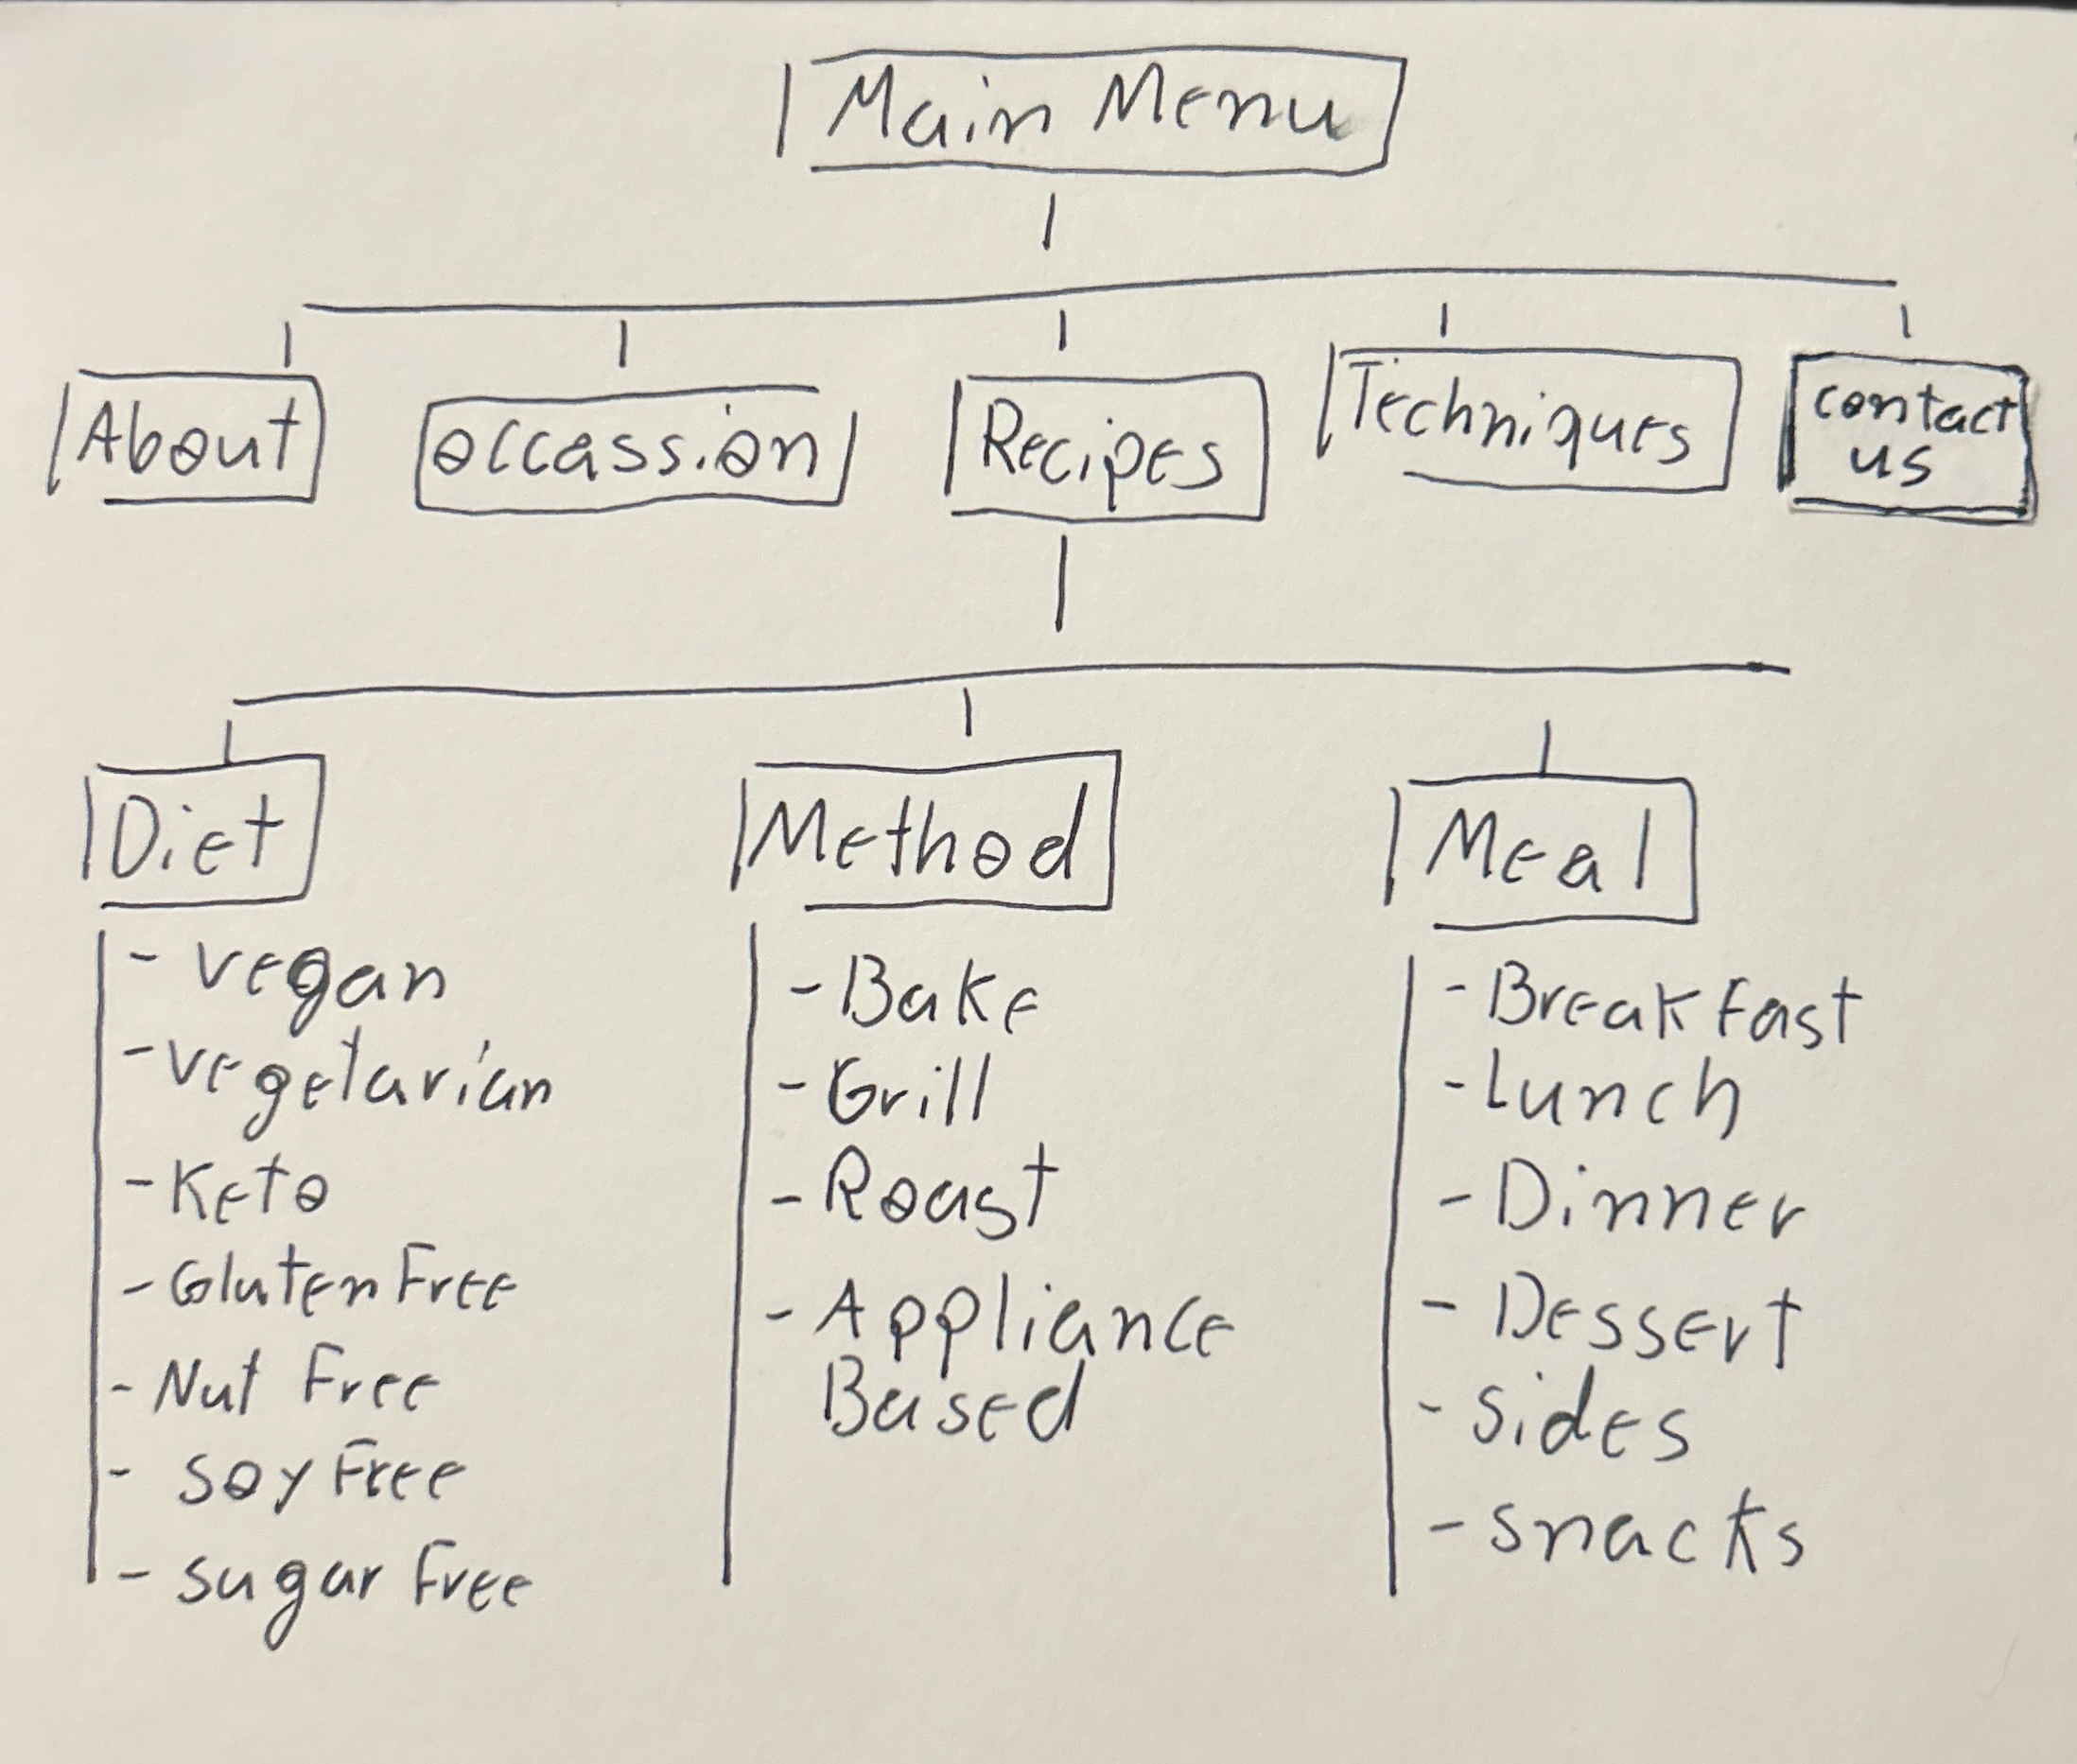 Main Menu
About
occassion
Recipes
Techniques
contact
us
Diet
- vegan
- vegetarian
- Keto
- Gluten Free
- Nut Free
- soy Free
- sugar Free
Method
- Bake
- Grill
- Roast
- Appliance
Based
Meal
- Breakfast
- Lunch
- Dinner
- Dessert
- sides
- snacks